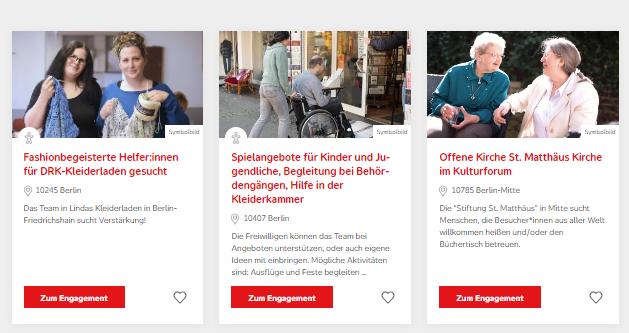 Symbolbild
Fashionbegeisterte Helfer:innen
für DRK-Kleiderladen gesucht
10245 Berlin
Das Team in Lindas Kleiderladen in Berlin-
Friedrichshain sucht Verstärkung!
Zum Engagement
Symbolbild
Spielangebote für Kinder und Ju-
gendliche, Begleitung bei Behör-
dengängen, Hilfe in der
Kleiderkammer
10407 Berlin
Die Freiwilligen können das Team bei
Angeboten unterstützen, oder auch eigene
Ideen mit einbringen. Mögliche Aktivitäten
sind: Ausflüge und Feste begleiten ...
Zum Engagement
Symbolbild
Offene Kirche St. Matthäus Kirche
im Kulturforum
10785 Berlin-Mitte
Die "Stiftung St. Matthäus" in Mitte sucht
Menschen, die Besucher*innen aus aller Welt
willkommen heißen und/oder den
Büchertisch betreuen.
Zum Engagement